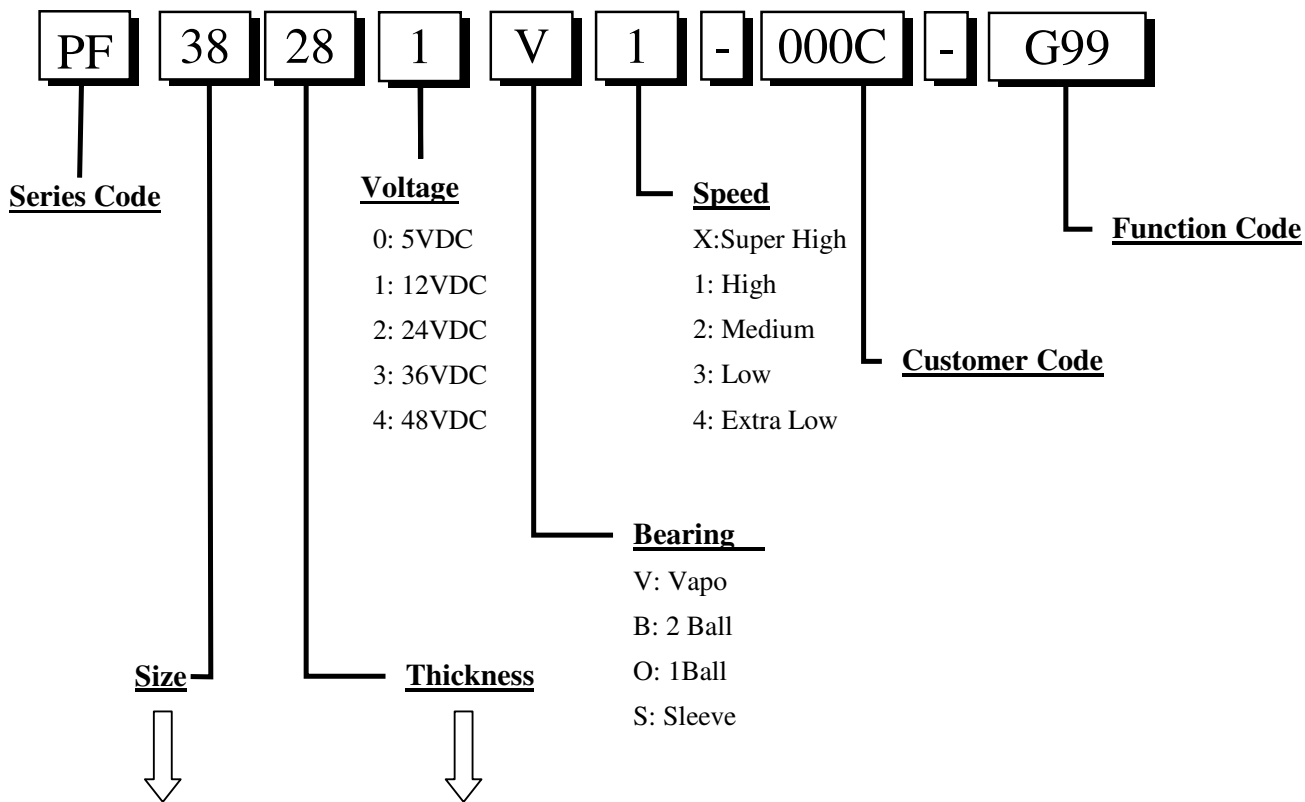 PF 38 28 1 V 1 - 000C - G99
Series Code
Voltage
0: 5VDC
1: 12VDC
2: 24VDC
3: 36VDC
4: 48VDC
Speed
X:Super High
1: High
2: Medium
3: Low
4: Extra Low
Function Code
Customer Code
Bearing
V: Vapo
B: 2 Ball
O: 1Ball
S: Sleeve
Size
Thickness